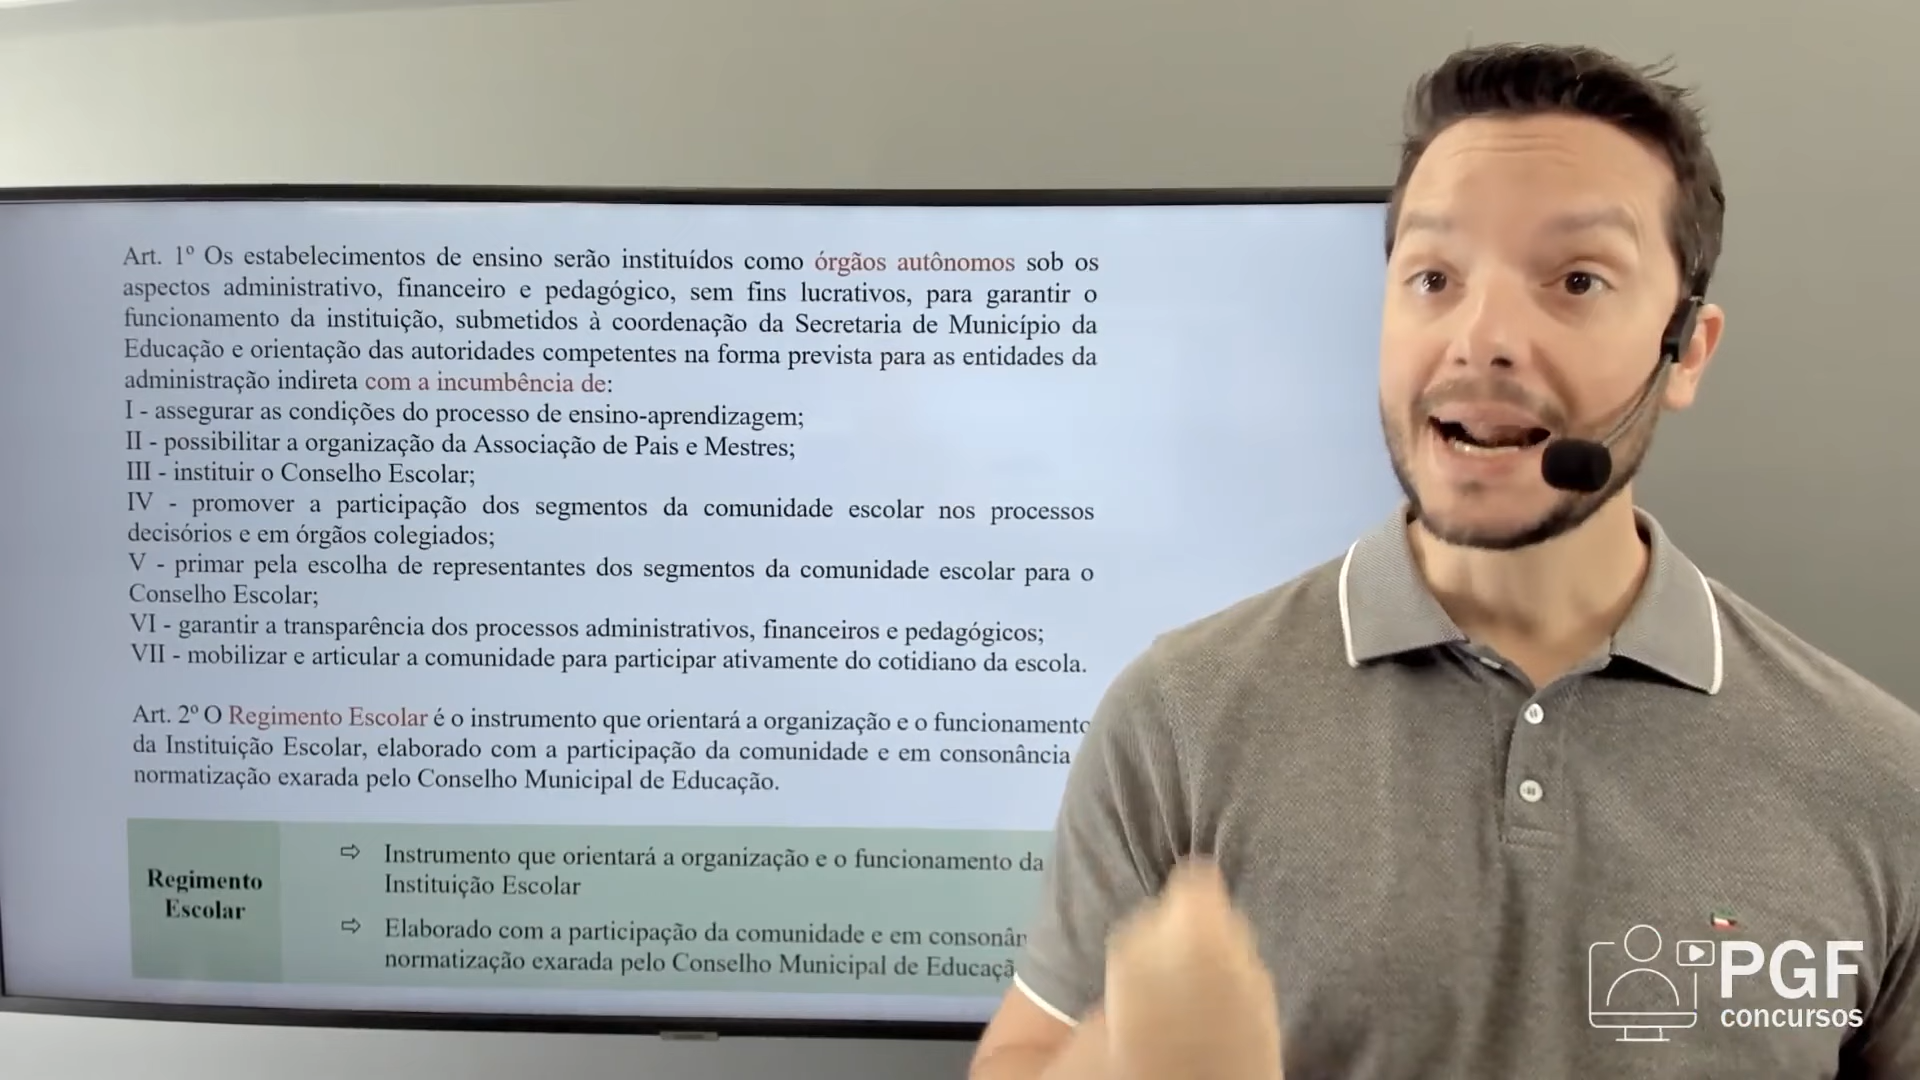 Art. 1º Os estabelecimentos de ensino serão instituídos como órgãos autônomos sob os
aspectos administrativo, financeiro e pedagógico, sem fins lucrativos, para garantir o
funcionamento da instituição, submetidos à coordenação da Secretaria de Município da
Educação e orientação das autoridades competentes na forma prevista para as entidades da
administração indireta com a incumbência de:
I - assegurar as condições do processo de ensino-aprendizagem;
II - possibilitar a organização da Associação de Pais e Mestres;
III - instituir o Conselho Escolar;
IV - promover a participação dos segmentos da comunidade escolar nos processos
decisórios e em órgãos colegiados;
V - primar pela escolha de representantes dos segmentos da comunidade escolar para o
Conselho Escolar;
VI - garantir a transparência dos processos administrativos, financeiros e pedagógicos;
VII - mobilizar e articular a comunidade para participar ativamente do cotidiano da escola.
Art. 2º O Regimento Escolar é o instrumento que orientará a organização e o funcionamento
da Instituição Escolar, elaborado com a participação da comunidade e em consonância
normatização exarada pelo Conselho Municipal de Educação.
Regimento
Escolar
⇨ Instrumento que orientará a organização e o funcionamento da
Instituição Escolar
⇨ Elaborado com a participação da comunidade e em
normatização exarada pelo Conselho Municipal de
PGF
concursos